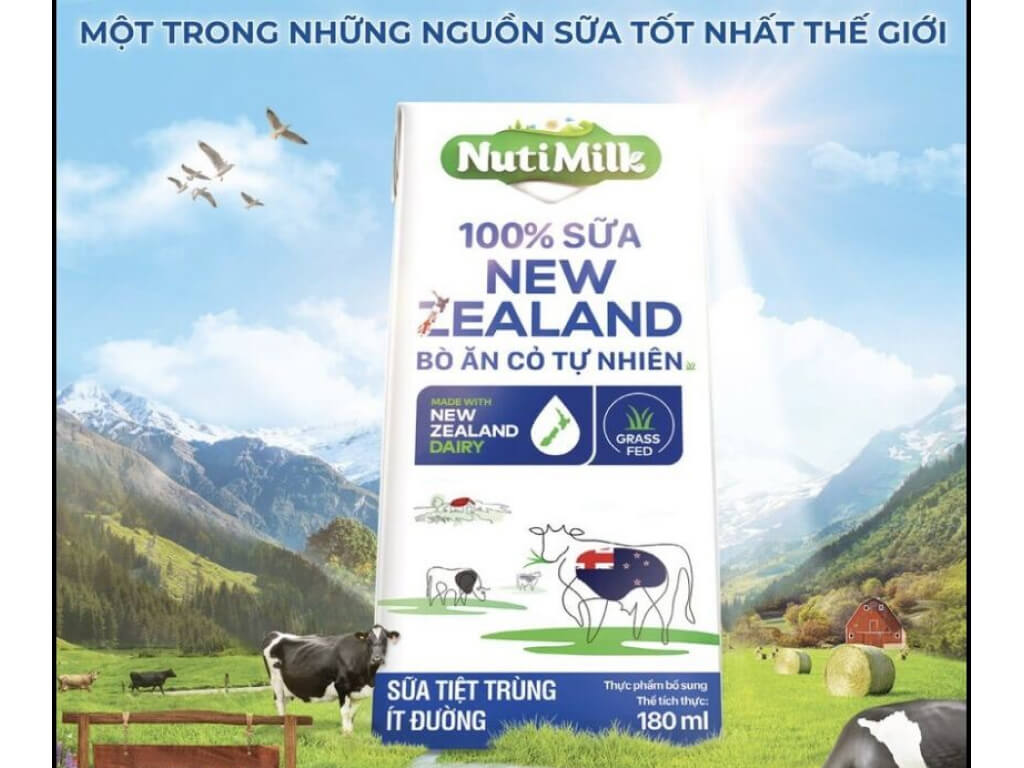 MỘT TRONG NHỮNG NGUỒN SỮA TỐT NHẤT THẾ GIỚI
NutiMilk
100% SỮA
NEW
ZEALAND
BÒ ĂN CỎ TỰ NHIÊN
MADE WITH
NEW
ZEALAND
DAIRY
GRASS
FED
SỮA TIỆT TRÙNG
ÍT ĐƯỜNG
Thực phẩm bổ sung
Thể tích thực:
180 ml